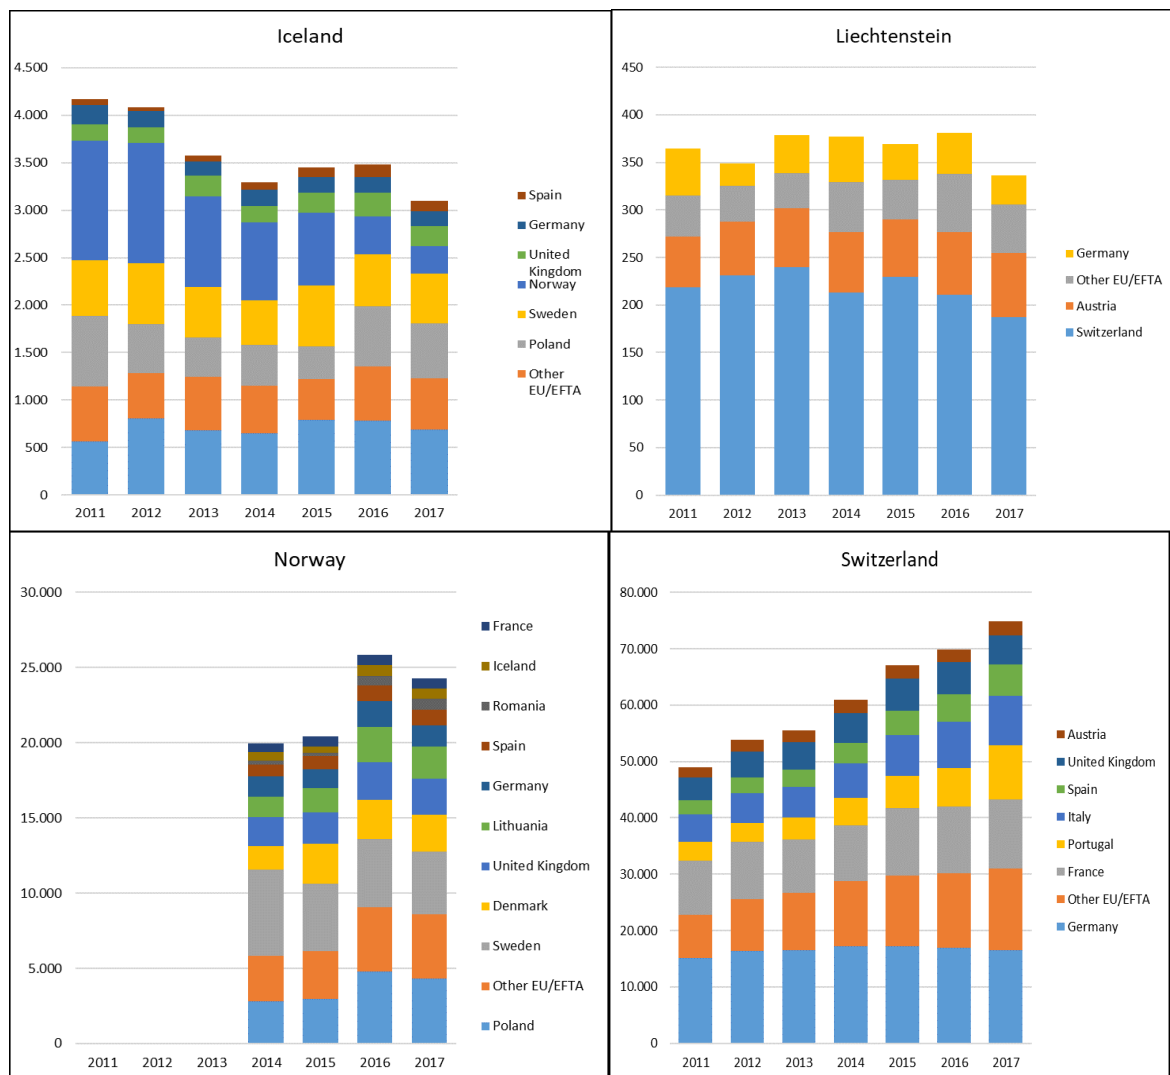 Iceland
4.500
4.000
3.500
3.000
2.500
2.000
1.500
1.000
500
0
2011 2012 2013 2014 2015 2016 2017
Spain
Germany
United
Kingdom
Norway
Sweden
Poland
Other
EU/EFTA
Liechtenstein
450
400
350
300
250
200
150
100
50
0
2011 2012 2013 2014 2015 2016 2017
Germany
Other EU/EFTA
Austria
Switzerland
Norway
30.000
25.000
20.000
15.000
10.000
5.000
0
2011 2012 2013 2014 2015 2016 2017
France
Iceland
Romania
Spain
Germany
Lithuania
United Kingdom
Denmark
Sweden
Other EU/EFTA
Poland
Switzerland
80.000
70.000
60.000
50.000
40.000
30.000
20.000
10.000
0
2011 2012 2013 2014 2015 2016 2017
Austria
United Kingdom
Spain
Italy
Portugal
France
Other EU/EFTA
Germany